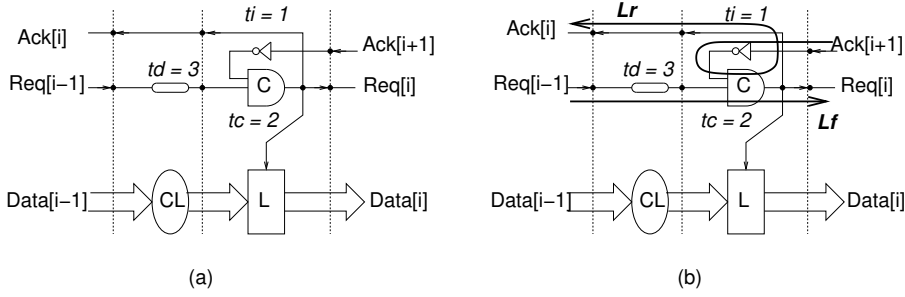 ti = 1
Ack[i]
Ack[i+1]
td = 3
Req[i−1]
C
Req[i]
tc = 2
Data[i−1]
CL
L
Data[i]
(a)
Lr
ti = 1
Ack[i]
Ack[i+1]
td = 3
Req[i−1]
C
Req[i]
tc = 2
Lf
Data[i−1]
CL
L
Data[i]
(b)